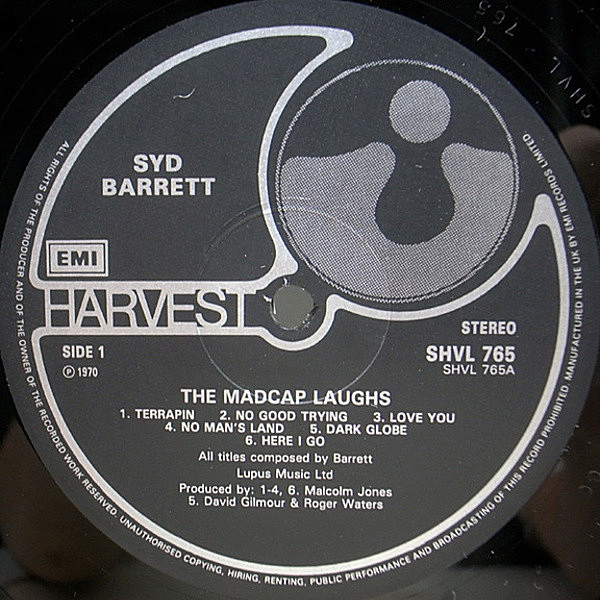 SYD
BARRETT
EMI
HARVEST
STEREO
SIDE 1
SHVL 765
SHVL 765A
℗ 1970
THE MADCAP LAUGHS
1. TERRAPIN 2. NO GOOD TRYING 3. LOVE YOU
4. NO MAN'S LAND 5. DARK GLOBE
6. HERE I GO
All titles composed by Barrett
Lupus Music Ltd
Produced by: 1-4, 6. Malcolm Jones
5. David Gilmour & Roger Waters
ALL RIGHTS OF THE PRODUCER AND OF THE OWNER OF THE RECORDED WORK RESERVED. UNAUTHORISED COPYING, HIRING, RENTING, PUBLIC PERFORMANCE AND BROADCASTING OF THIS RECORD PROHIBITED. MANUFACTURED IN THE UK BY EMI RECORDS LIMITED
SHVL 765